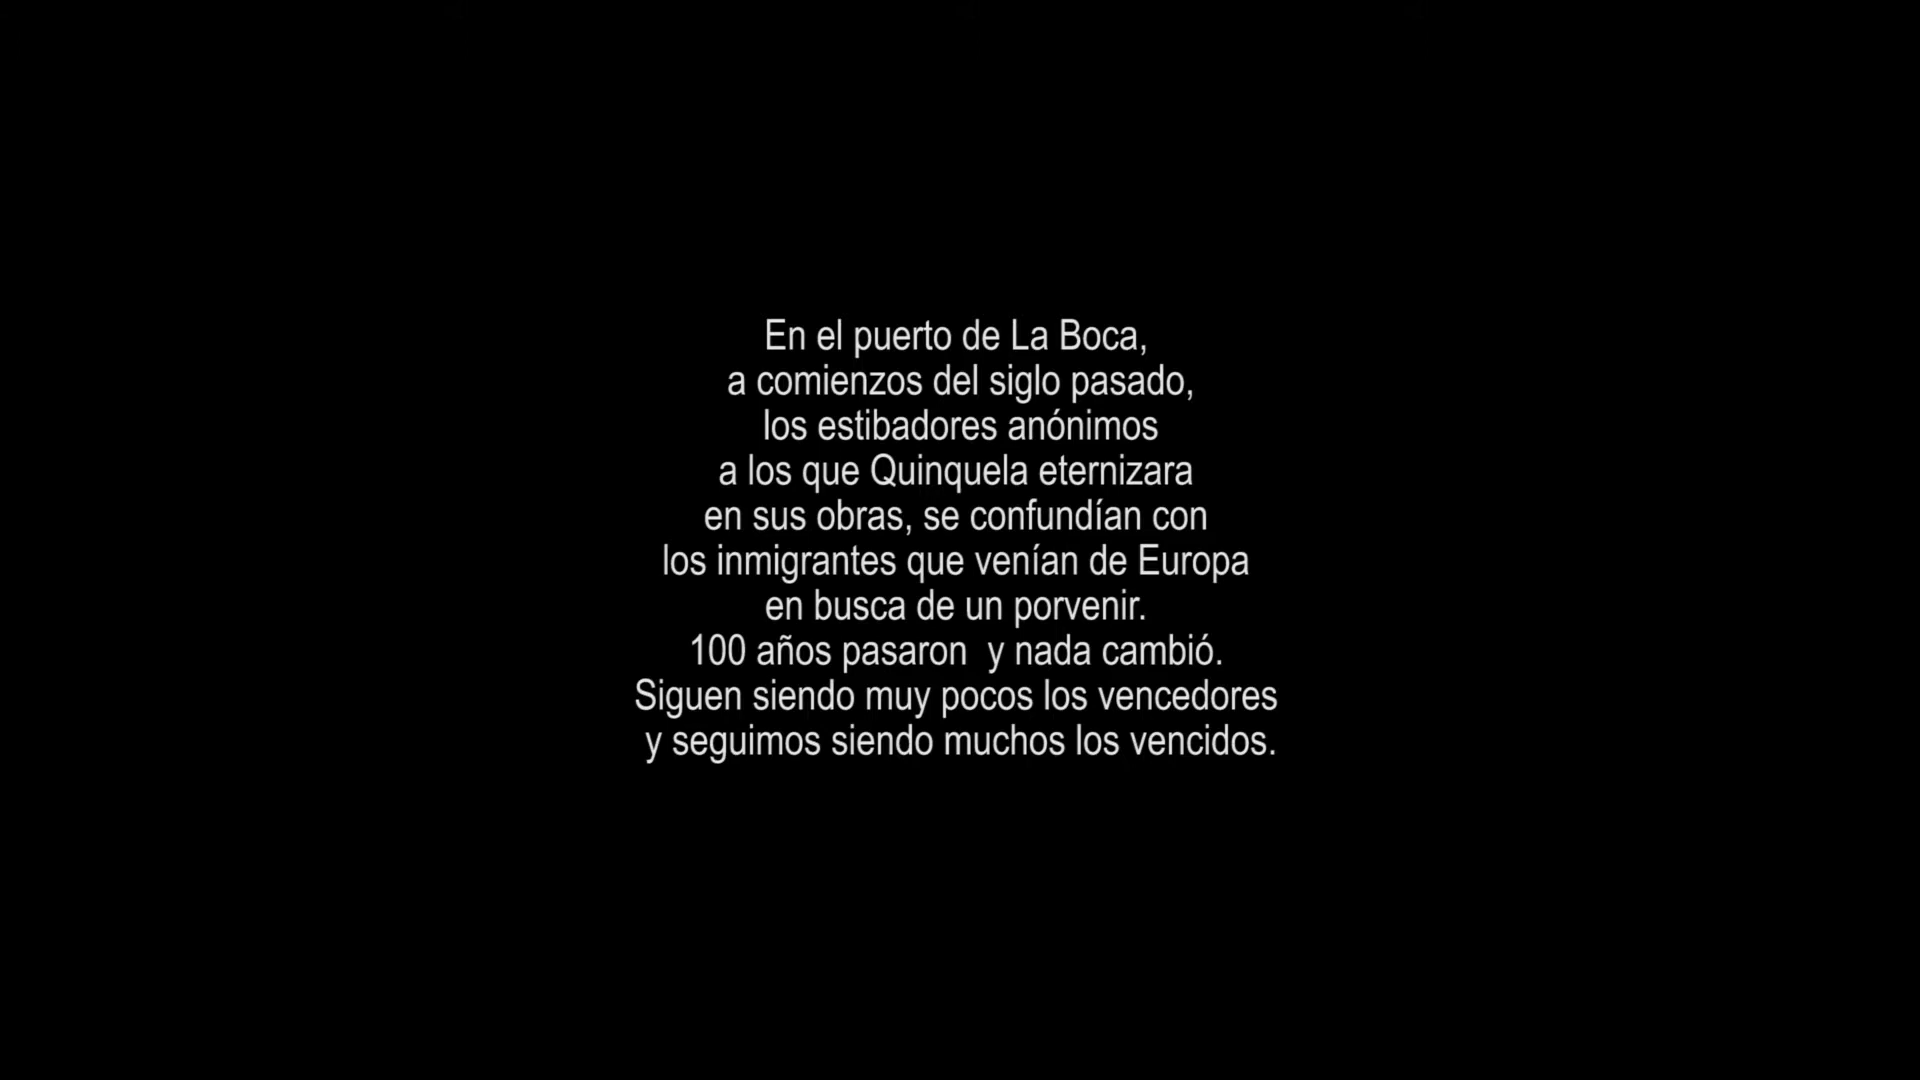 En el puerto de La Boca,
a comienzos del siglo pasado,
los estibadores anónimos
a los que Quinquela eternizara
en sus obras, se confundían con
los inmigrantes que venían de Europa
en busca de un porvenir.
100 años pasaron  y nada cambió.
Siguen siendo muy pocos los vencedores
y seguimos siendo muchos los vencidos.